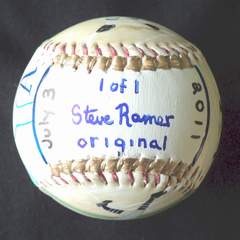 1 of 1
Steve Ramer
original
July 3
2011